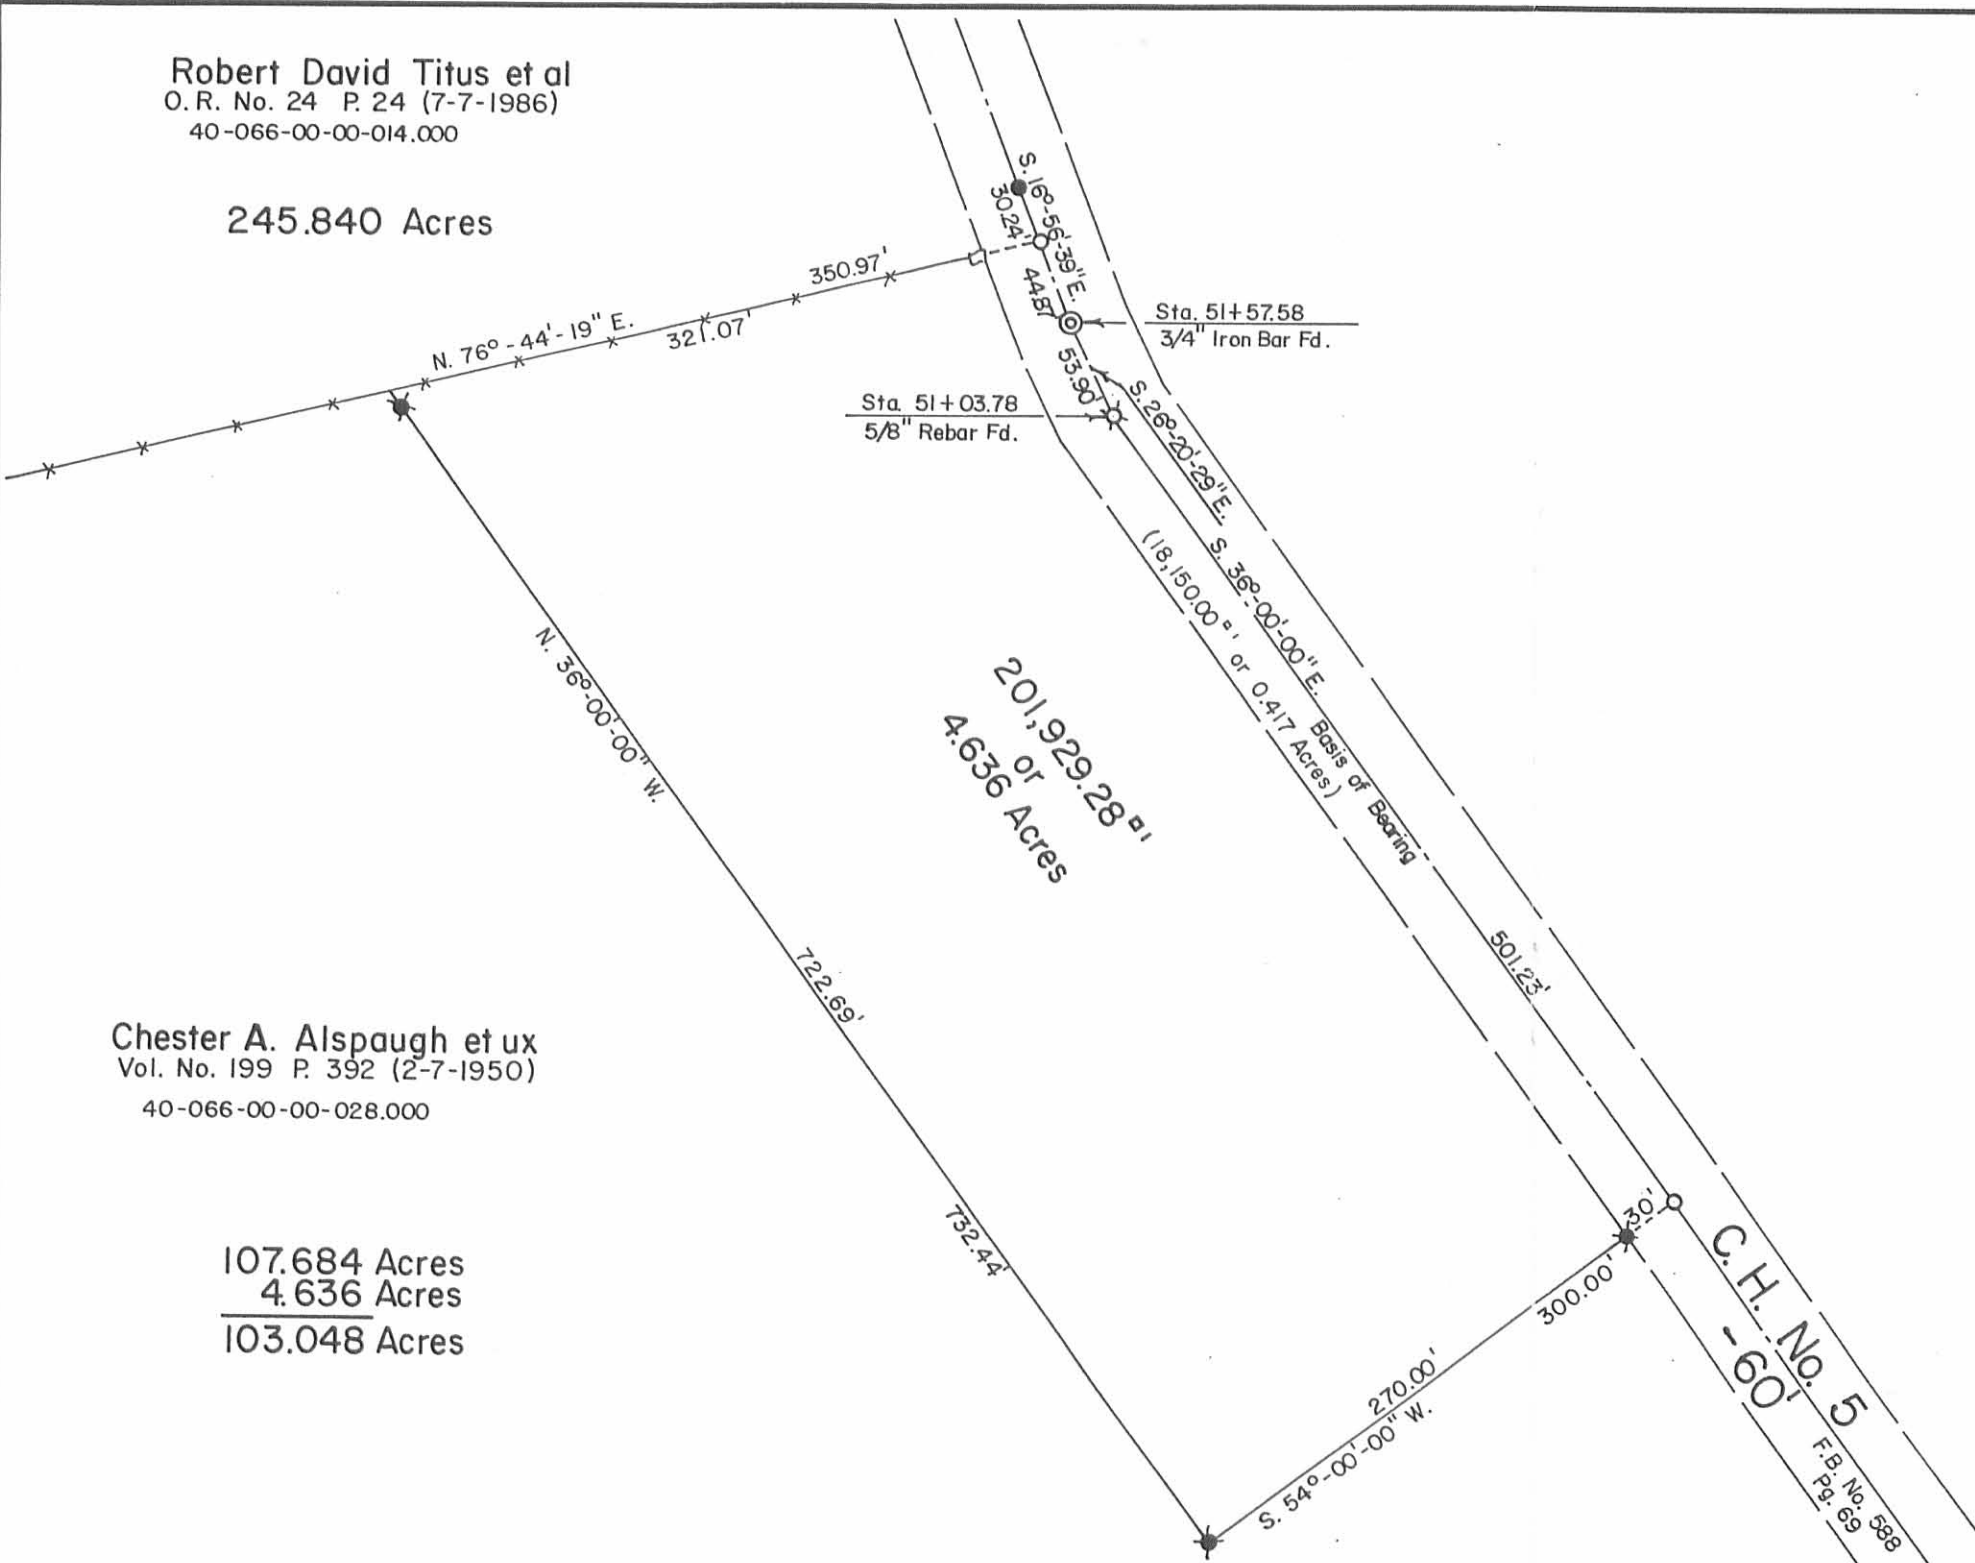 Robert David Titus et al
O.R. No. 24 P. 24 (7-7-1986)
40-066-00-00-014.000
245.840 Acres
N. 76°-44'-19" E.
350.97'
321.07'
S. 16°-56'-39" E.
30.24'
44.87
53.90'
Sta. 51+57.58
3/4" Iron Bar Fd.
Sta. 51+03.78
5/8" Rebar Fd.
S. 26°-20'-29" E.
S. 36°-00'-00" E. Basis of Bearing
(18,150.00 □' or 0.417 Acres)
501.23'
201,929.28 □'
or
4.636 Acres
N. 36°-00'-00" W.
722.69'
732.44'
Chester A. Alspaugh et ux
Vol. No. 199 P. 392 (2-7-1950)
40-066-00-00-028.000
107.684 Acres
4.636 Acres
103.048 Acres
30'
300.00'
270.00'
S. 54°-00'-00" W.
C. H. No. 5
-60'
F.B. No. 588
Pg. 69